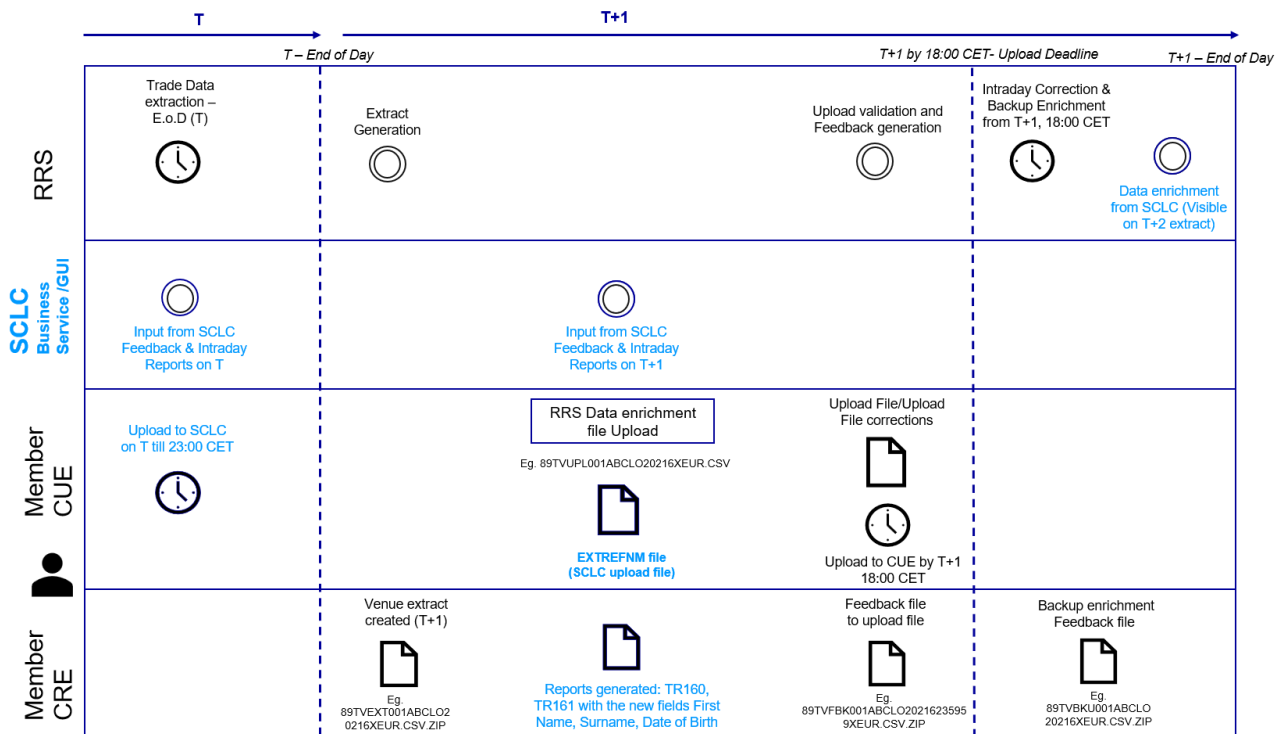 T
T+1
T – End of Day
T+1 by 18:00 CET- Upload Deadline
T+1 – End of Day
RRS
Trade Data
extraction –
E.o.D (T)
Extract
Generation
Upload validation and
Feedback generation
Intraday Correction &
Backup Enrichment
from T+1, 18:00 CET
Data enrichment
from SCLC (Visible
on T+2 extract)
SCLC
Business
Service /GUI
Input from SCLC
Feedback & Intraday
Reports on T
Input from SCLC
Feedback & Intraday
Reports on T+1
Member
CUE
Upload to SCLC
on T till 23:00 CET
RRS Data enrichment
file Upload
Eg. 89TVUPL001ABCLO20216XEUR.CSV
EXTREFNM file
(SCLC upload file)
Upload File/Upload
File corrections
Upload to CUE by T+1
18:00 CET
Member
CRE
Venue extract
created (T+1)
Eg.
89TVEXT001ABCLO2
0216XEUR.CSV.ZIP
Reports generated: TR160,
TR161 with the new fields First
Name, Surname, Date of Birth
Feedback file
to upload file
Eg.
89TVFBK001ABCLO2021623595
9XEUR.CSV.ZIP
Backup enrichment
Feedback file
Eg.
89TVBKU001ABCLO
20216XEUR.CSV.ZIP